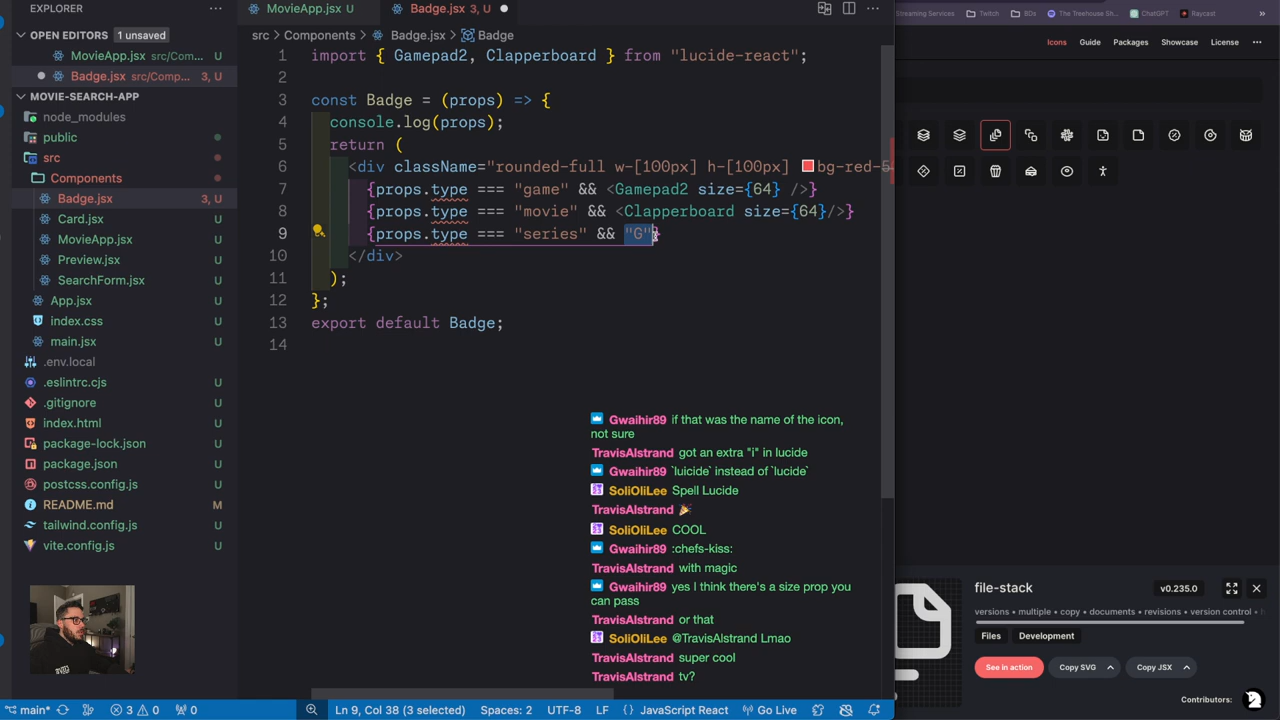 EXPLORER
MovieApp.jsx U
Badge.jsx 3, U
OPEN EDITORS 1 unsaved
MovieApp.jsx src/Com... U
Badge.jsx src/Comp... 3, U
MOVIE-SEARCH-APP
node_modules
public
src
Components
Badge.jsx 3, U
Card.jsx U
MovieApp.jsx U
Preview.jsx U
SearchForm.jsx U
App.jsx U
index.css U
main.jsx U
.env.local
.eslintrc.cjs U
.gitignore U
index.html U
package-lock.json U
package.json U
postcss.config.js U
README.md M
tailwind.config.js U
vite.config.js U
src > Components > Badge.jsx > Badge
1 import { Gamepad2, Clapperboard } from "lucide-react";
2
3 const Badge = (props) => {
4 console.log(props);
5 return (
6 <div className="rounded-full w-[100px] h-[100px] bg-red-5
7 {props.type === "game" && <Gamepad2 size={64} />}
8 {props.type === "movie" && <Clapperboard size={64}/>}
9 {props.type === "series" && "G"}
10 </div>
11 );
12 };
13 export default Badge;
14
Gwaihir89 if that was the name of the icon,
not sure
TravisAlstrand got an extra "i" in lucide
Gwaihir89 `luicide` instead of `lucide`
SoliOliLee Spell Lucide
TravisAlstrand 🎉
SoliOliLee COOL
Gwaihir89 :chefs-kiss:
TravisAlstrand with magic
Gwaihir89 yes I think there's a size prop you
can pass
TravisAlstrand or that
SoliOliLee @TravisAlstrand Lmao
TravisAlstrand super cool
TravisAlstrand tv?
main* 3 0 0
Ln 9, Col 38 (3 selected) Spaces: 2 UTF-8 LF {} JavaScript React Go Live
Streaming Services Twitch BDs The Treehouse Sh... ChatGPT Raycast
Icons Guide Packages Showcase License
file-stack v0.235.0
versions • multiple • copy • documents • revisions • version control •
Files Development
See in action Copy SVG Copy JSX
Contributors: